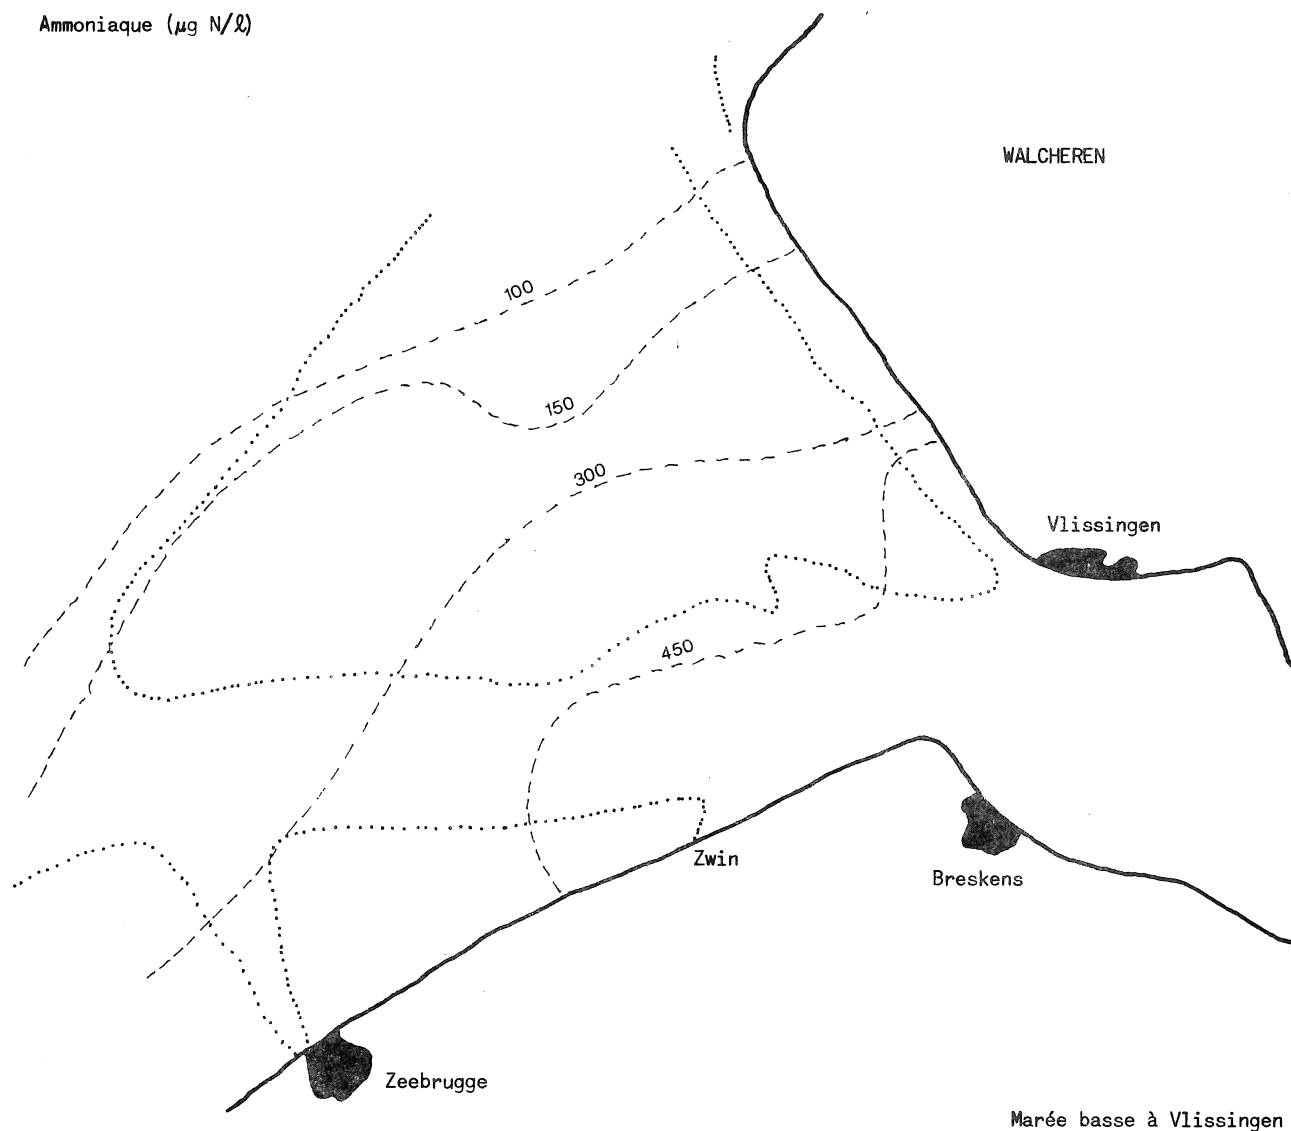 Ammoniaque (µg N/ℓ)
WALCHEREN
100
150
300
Vlissingen
450
Zwin
Breskens
Zeebrugge
Marée basse à Vlissingen